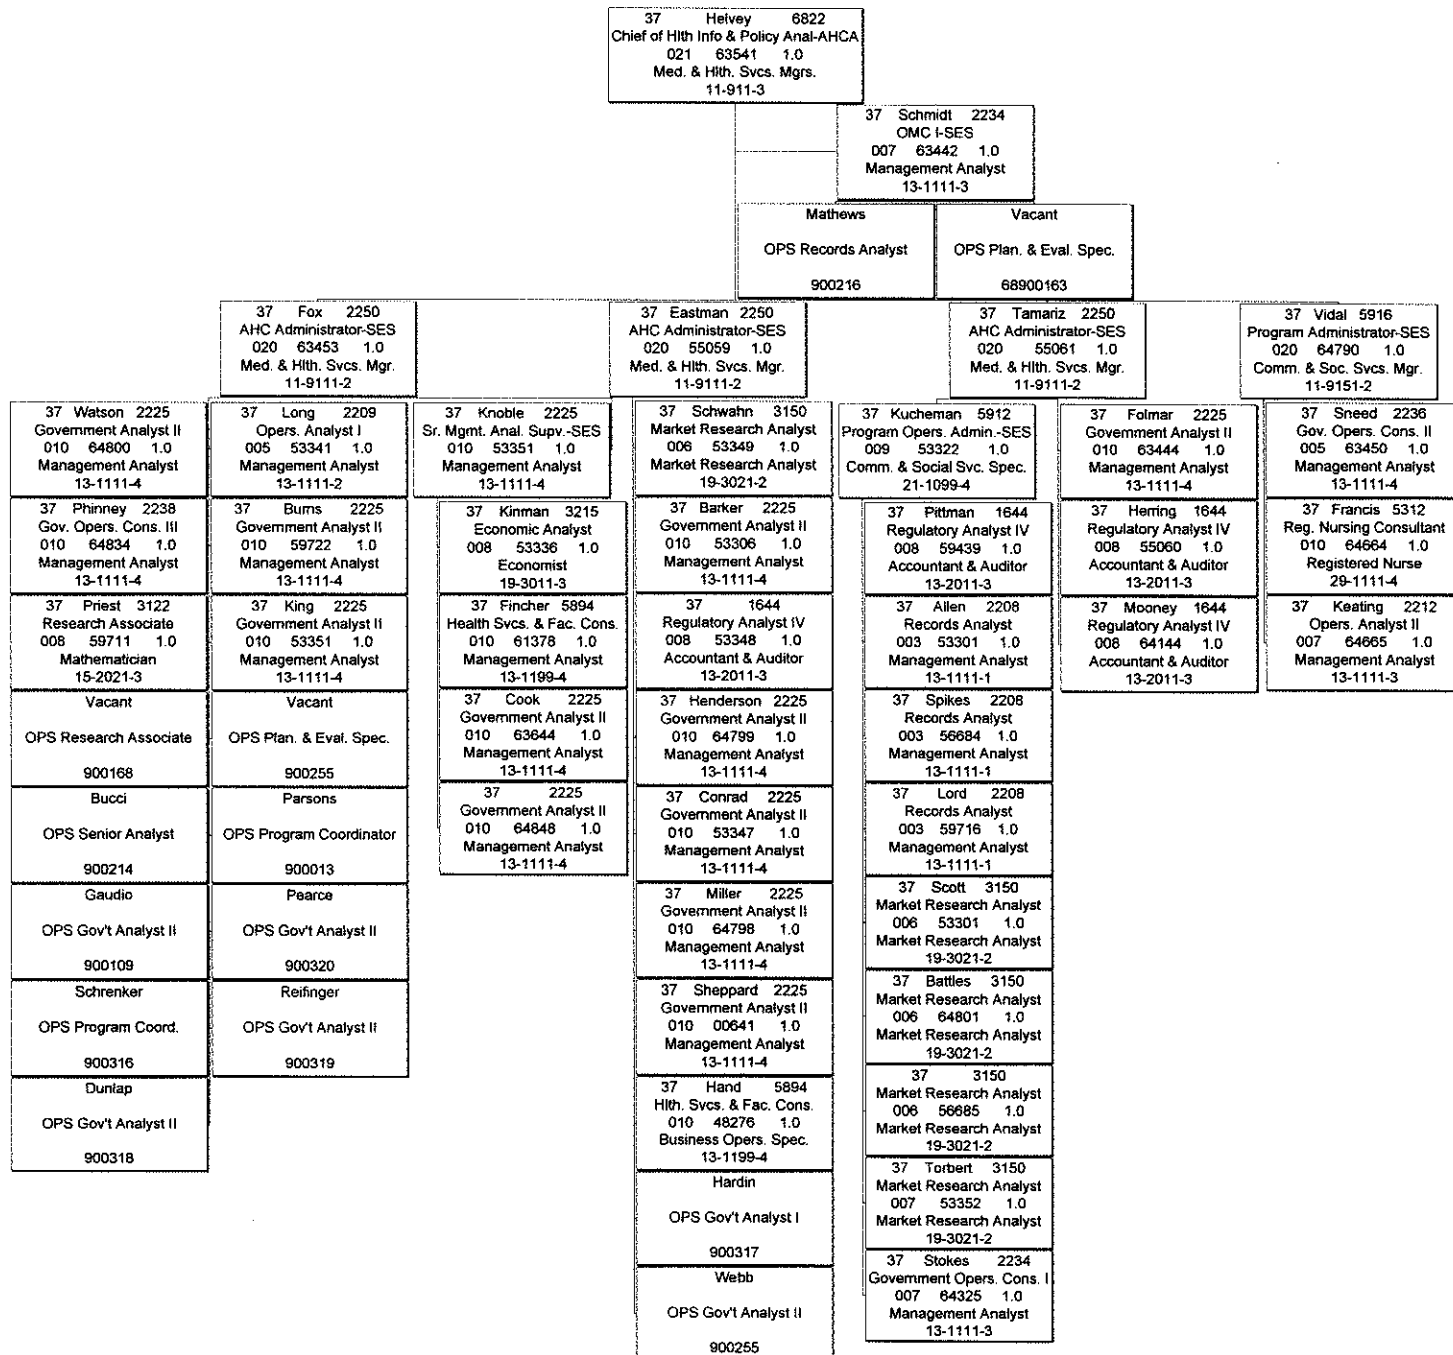 37 Helvey 6822
Chief of Hlth Info & Policy Anal-AHCA
021 63541 1.0
Med. & Hlth. Svcs. Mgrs.
11-911-3
37 Schmidt 2234
OMC I-SES
007 63442 1.0
Management Analyst
13-1111-3
Mathews
OPS Records Analyst
900216
Vacant
OPS Plan. & Eval. Spec.
68900163
37 Fox 2250
AHC Administrator-SES
020 63453 1.0
Med. & Hlth. Svcs. Mgr.
11-9111-2
37 Eastman 2250
AHC Administrator-SES
020 55059 1.0
Med. & Hlth. Svcs. Mgr.
11-9111-2
37 Tamariz 2250
AHC Administrator-SES
020 55061 1.0
Med. & Hlth. Svcs. Mgr.
11-9111-2
37 Vidal 5916
Program Administrator-SES
020 64790 1.0
Comm. & Soc. Svcs. Mgr.
11-9151-2
37 Watson 2225
Government Analyst II
010 64800 1.0
Management Analyst
13-1111-4
37 Phinney 2238
Gov. Opers. Cons. III
010 64834 1.0
Management Analyst
13-1111-4
37 Priest 3122
Research Associate
008 59711 1.0
Mathematician
15-2021-3
Vacant
OPS Research Associate
900168
Bucci
OPS Senior Analyst
900214
Gaudio
OPS Gov't Analyst II
900109
Schrenker
OPS Program Coord.
900316
Dunlap
OPS Gov't Analyst II
900318
37 Long 2209
Opers. Analyst I
005 53341 1.0
Management Analyst
13-1111-2
37 Burns 2225
Government Analyst II
010 59722 1.0
Management Analyst
13-1111-4
37 King 2225
Government Analyst II
010 53351 1.0
Management Analyst
13-1111-4
Vacant
OPS Plan. & Eval. Spec.
900255
Parsons
OPS Program Coordinator
900013
Pearce
OPS Gov't Analyst II
900320
Reifinger
OPS Gov't Analyst II
900319
37 Knoble 2225
Sr. Mgmt. Anal. Supv.-SES
010 53351 1.0
Management Analyst
13-1111-4
37 Kinman 3215
Economic Analyst
008 53336 1.0
Economist
19-3011-3
37 Fincher 5894
Health Svcs. & Fac. Cons.
010 61378 1.0
Management Analyst
13-1199-4
37 Cook 2225
Government Analyst II
010 63644 1.0
Management Analyst
13-1111-4
37 2225
Government Analyst II
010 64848 1.0
Management Analyst
13-1111-4
37 Schwahn 3150
Market Research Analyst
006 53349 1.0
Market Research Analyst
19-3021-2
37 Barker 2225
Government Analyst II
010 53306 1.0
Management Analyst
13-1111-4
37 1644
Regulatory Analyst IV
008 53348 1.0
Accountant & Auditor
13-2011-3
37 Henderson 2225
Government Analyst II
010 64799 1.0
Management Analyst
13-1111-4
37 Conrad 2225
Government Analyst II
010 53347 1.0
Management Analyst
13-1111-4
37 Miller 2225
Government Analyst II
010 64798 1.0
Management Analyst
13-1111-4
37 Sheppard 2225
Government Analyst II
010 00641 1.0
Management Analyst
13-1111-4
37 Hand 5894
Hlth. Svcs. & Fac. Cons.
010 48276 1.0
Business Opers. Spec.
13-1199-4
Hardin
OPS Gov't Analyst I
900317
Webb
OPS Gov't Analyst II
900255
37 Kucheman 5912
Program Opers. Admin.-SES
009 53322 1.0
Comm. & Social Svc. Spec.
21-1099-4
37 Pittman 1644
Regulatory Analyst IV
008 59439 1.0
Accountant & Auditor
13-2011-3
37 Allen 2208
Records Analyst
003 53301 1.0
Management Analyst
13-1111-1
37 Spikes 2208
Records Analyst
003 56684 1.0
Management Analyst
13-1111-1
37 Lord 2208
Records Analyst
003 59716 1.0
Management Analyst
13-1111-1
37 Scott 3150
Market Research Analyst
006 53301 1.0
Market Research Analyst
19-3021-2
37 Battles 3150
Market Research Analyst
006 64801 1.0
Market Research Analyst
19-3021-2
37 3150
Market Research Analyst
006 56685 1.0
Market Research Analyst
19-3021-2
37 Torbert 3150
Market Research Analyst
007 53352 1.0
Market Research Analyst
19-3021-2
37 Stokes 2234
Government Opers. Cons. I
007 64325 1.0
Management Analyst
13-1111-3
37 Folmar 2225
Government Analyst II
010 63444 1.0
Management Analyst
13-1111-4
37 Herring 1644
Regulatory Analyst IV
008 55060 1.0
Accountant & Auditor
13-2011-3
37 Mooney 1644
Regulatory Analyst IV
008 64144 1.0
Accountant & Auditor
13-2011-3
37 Sneed 2236
Gov. Opers. Cons. II
005 63450 1.0
Management Analyst
13-1111-4
37 Francis 5312
Reg. Nursing Consultant
010 64664 1.0
Registered Nurse
29-1111-4
37 Keating 2212
Opers. Analyst II
007 64665 1.0
Management Analyst
13-1111-3